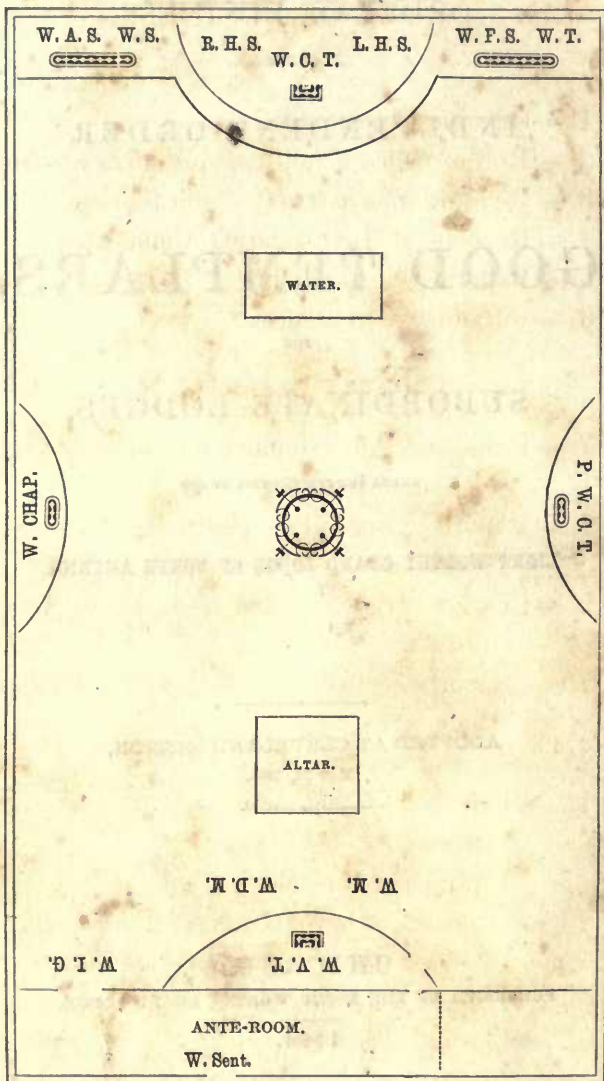 W. A. S. W. S.
R. H. S.
W. C. T.
L. H. S.
W. F. S. W. T.
WATER.
W. CHAP.
P. W. C. T.
ALTAR.
W. D. M.
W. M.
W. I. G.
W. V. T.
ANTE-ROOM.
W. Sent.